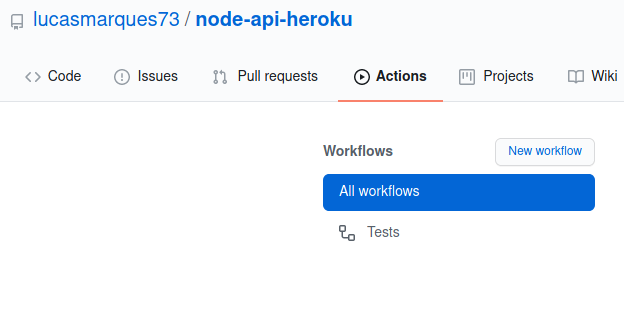 lucasmarques73 / node-api-heroku
Code Issues Pull requests Actions Projects Wiki
Workflows New workflow
All workflows
Tests